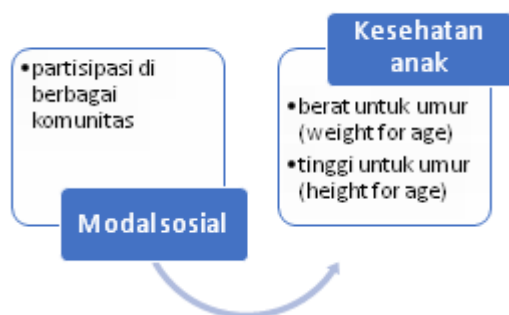 •partisipasi di
berbagai
komunitas
Modal sosial
Kesehatan
anak
•berat untuk umur
(weight for age)
•tinggi untuk umur
(height for age)